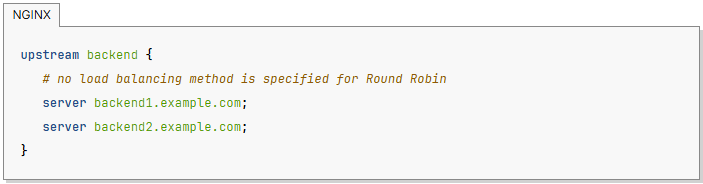 NGINX
upstream backend {
   # no load balancing method is specified for Round Robin
   server backend1.example.com;
   server backend2.example.com;
}